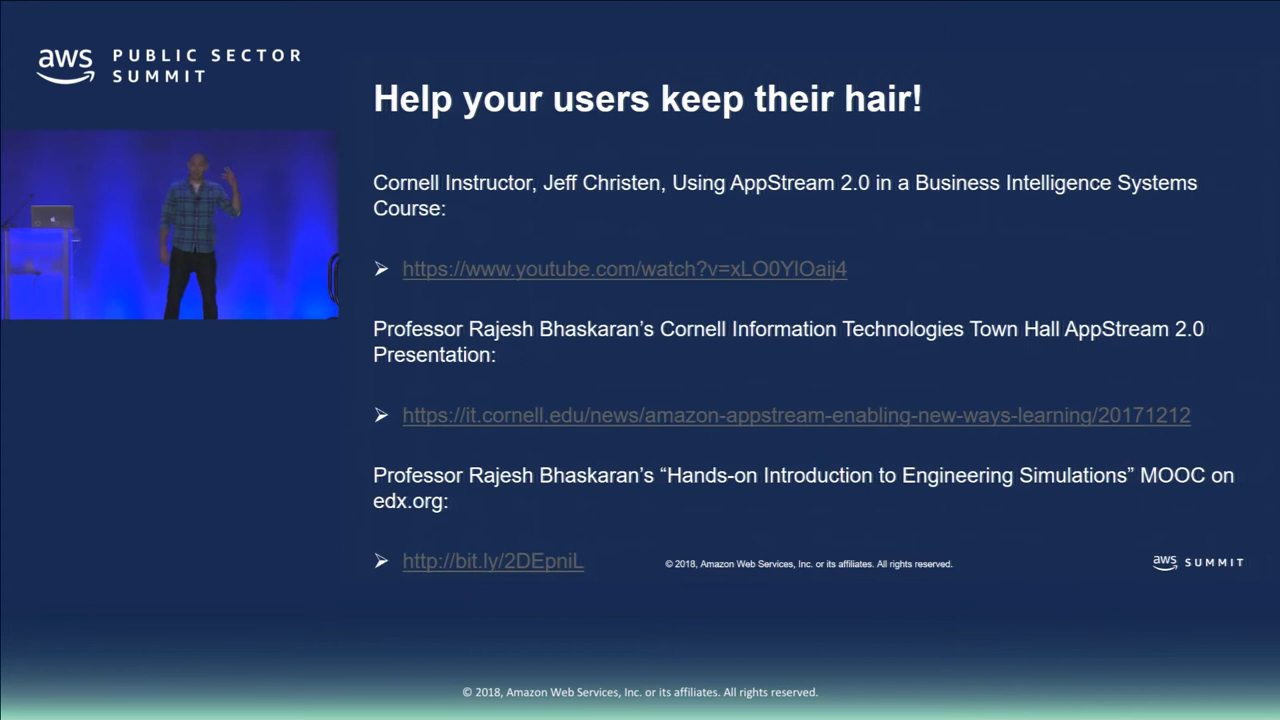 aws PUBLIC SECTOR
SUMMIT
Help your users keep their hair!
Cornell Instructor, Jeff Christen, Using AppStream 2.0 in a Business Intelligence Systems
Course:
https://www.youtube.com/watch?v=xLO0YlOaij4
Professor Rajesh Bhaskaran’s Cornell Information Technologies Town Hall AppStream 2.0
Presentation:
https://it.cornell.edu/news/amazon-appstream-enabling-new-ways-learning/20171212
Professor Rajesh Bhaskaran’s “Hands-on Introduction to Engineering Simulations” MOOC on
edx.org:
http://bit.ly/2DEpniL
© 2018, Amazon Web Services, Inc. or its affiliates. All rights reserved.
aws SUMMIT
© 2018, Amazon Web Services, Inc. or its affiliates. All rights reserved.